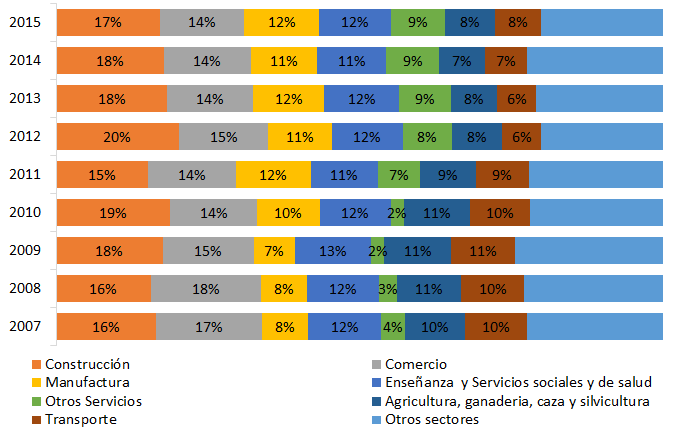 2015 17% 14% 12% 12% 9% 8% 8%
2014 18% 14% 11% 11% 9% 7% 7%
2013 18% 14% 12% 12% 9% 8% 6%
2012 20% 15% 11% 12% 8% 8% 6%
2011 15% 14% 12% 11% 7% 9% 9%
2010 19% 14% 10% 12% 2% 11% 10%
2009 18% 15% 7% 13% 2% 11% 11%
2008 16% 18% 8% 12% 3% 11% 10%
2007 16% 17% 8% 12% 4% 10% 10%
Construcción Comercio
Manufactura Enseñanza y Servicios sociales y de salud
Otros Servicios Agricultura, ganaderia, caza y silvicultura
Transporte Otros sectores